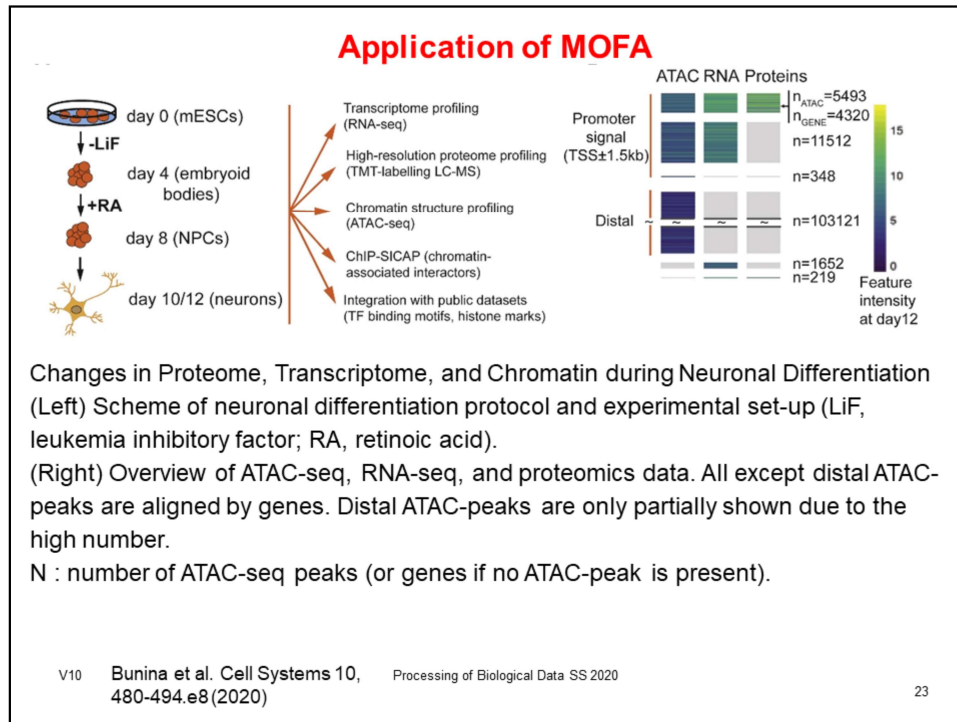 Application of MOFA
day 0 (mESCs)
-LiF
day 4 (embryoid
bodies)
+RA
day 8 (NPCs)
day 10/12 (neurons)
Transcriptome profiling
(RNA-seq)
High-resolution proteome profiling
(TMT-labelling LC-MS)
Chromatin structure profiling
(ATAC-seq)
ChIP-SICAP (chromatin-
associated interactors)
Integration with public datasets
(TF binding motifs, histone marks)
ATAC RNA Proteins
Promoter
signal
(TSS±1.5kb)
Distal ~ ~ ~ ~
nATAC=5493
nGENE=4320
n=11512
n=348
n=103121
n=1652
n=219
15
10
5
0
Feature
intensity
at day12
Changes in Proteome, Transcriptome, and Chromatin during Neuronal Differentiation
(Left) Scheme of neuronal differentiation protocol and experimental set-up (LiF,
leukemia inhibitory factor; RA, retinoic acid).
(Right) Overview of ATAC-seq, RNA-seq, and proteomics data. All except distal ATAC-
peaks are aligned by genes. Distal ATAC-peaks are only partially shown due to the
high number.
N : number of ATAC-seq peaks (or genes if no ATAC-peak is present).
V10
Bunina et al. Cell Systems 10,
480-494.e8 (2020)
Processing of Biological Data SS 2020
23